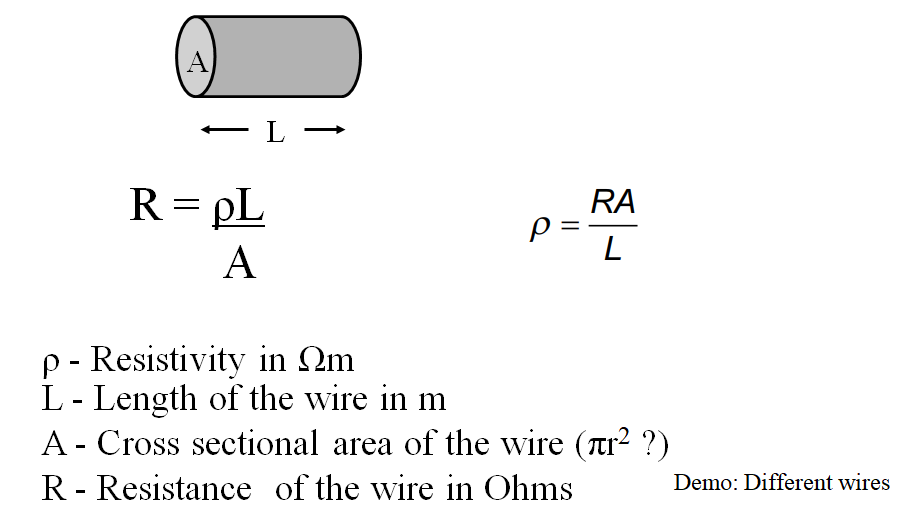 A
L
R = ρL
A
ρ = RA
L
ρ - Resistivity in Ωm
L - Length of the wire in m
A - Cross sectional area of the wire (πr² ?)
R - Resistance of the wire in Ohms
Demo: Different wires